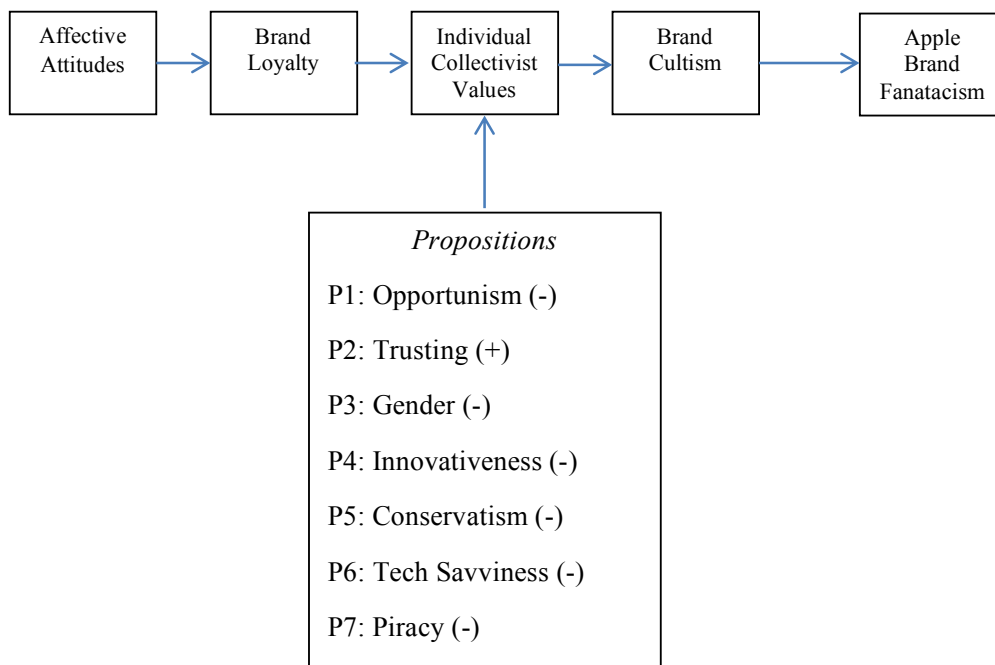 Affective
Attitudes
Brand
Loyalty
Individual
Collectivist
Values
Brand
Cultism
Apple
Brand
Fanatacism
Propositions
P1: Opportunism (-)
P2: Trusting (+)
P3: Gender (-)
P4: Innovativeness (-)
P5: Conservatism (-)
P6: Tech Savviness (-)
P7: Piracy (-)